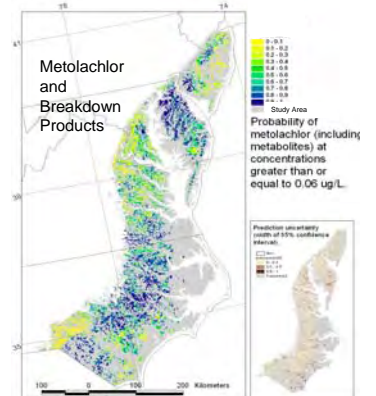 Metolachlor
and
Breakdown
Products
0 - 0.1
0.1 - 0.2
0.2 - 0.3
0.3 - 0.4
0.4 - 0.5
0.5 - 0.6
0.6 - 0.7
0.7 - 0.8
0.8 - 0.9
Study Area
Probability of
metolachlor (including
metabolites) at
concentrations
greater than or
equal to 0.06 ug/L.
Prediction uncertainty
(width of 95% confidence
interval)
100 0 100 200 Kilometers